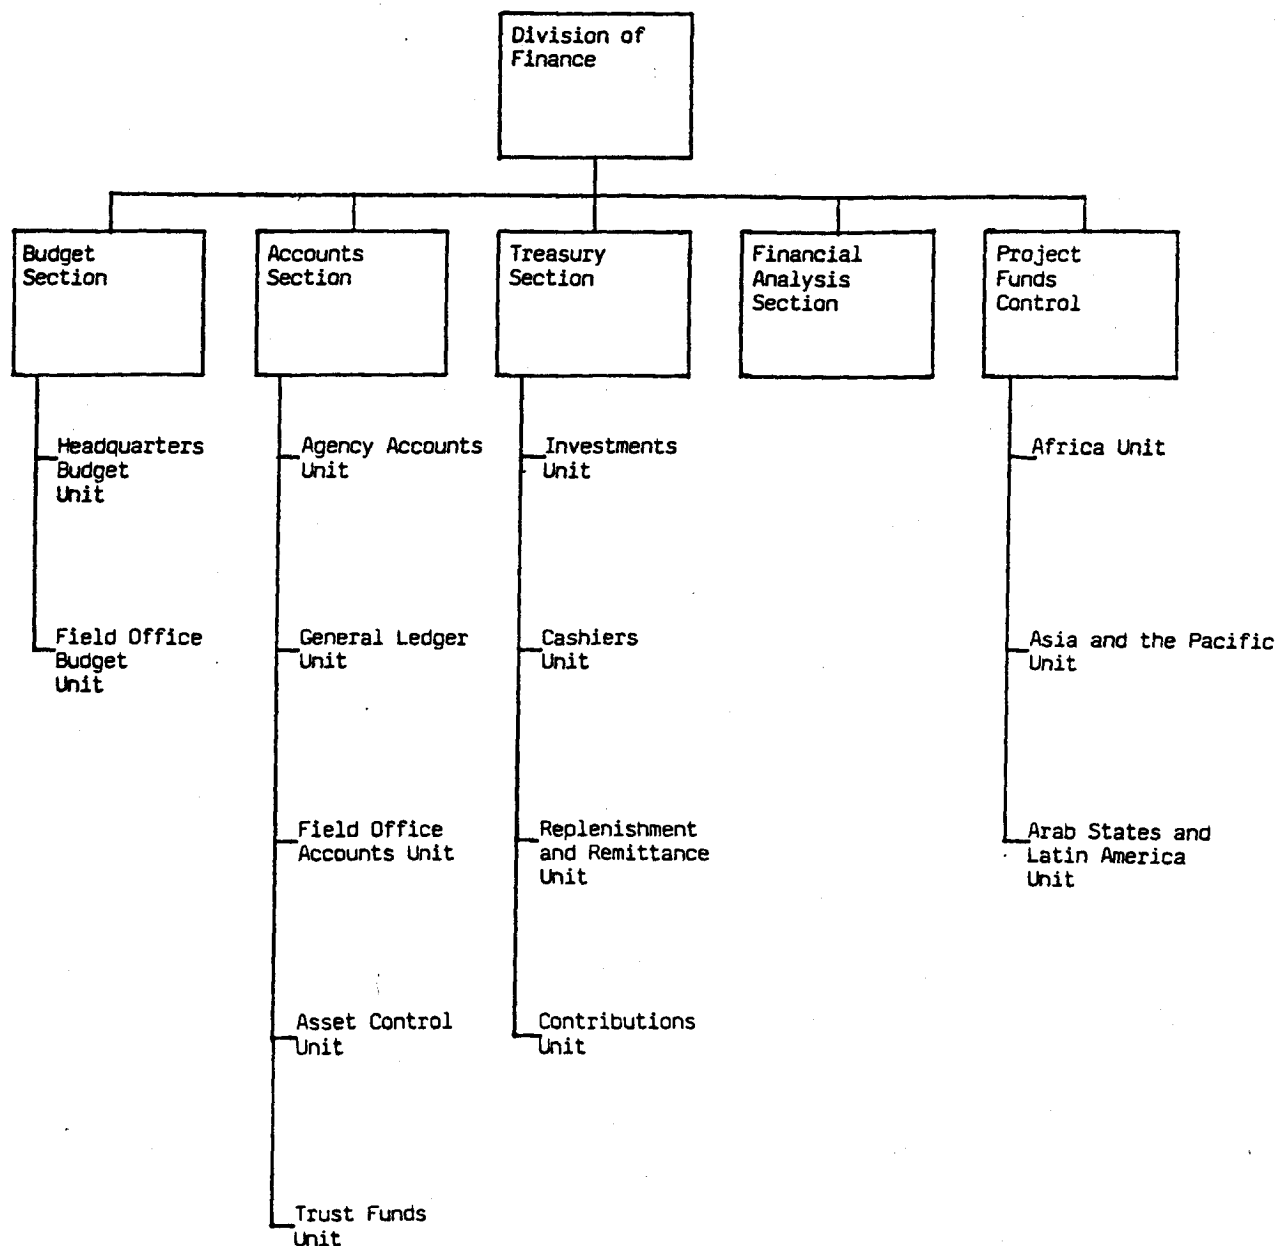 Division of
Finance
Budget
Section
Accounts
Section
Treasury
Section
Financial
Analysis
Section
Project
Funds
Control
Headquarters
Budget
Unit
Field Office
Budget
Unit
Agency Accounts
Unit
General Ledger
Unit
Field Office
Accounts Unit
Asset Control
Unit
Trust Funds
Unit
Investments
Unit
Cashiers
Unit
Replenishment
and Remittance
Unit
Contributions
Unit
Africa Unit
Asia and the Pacific
Unit
Arab States and
Latin America
Unit